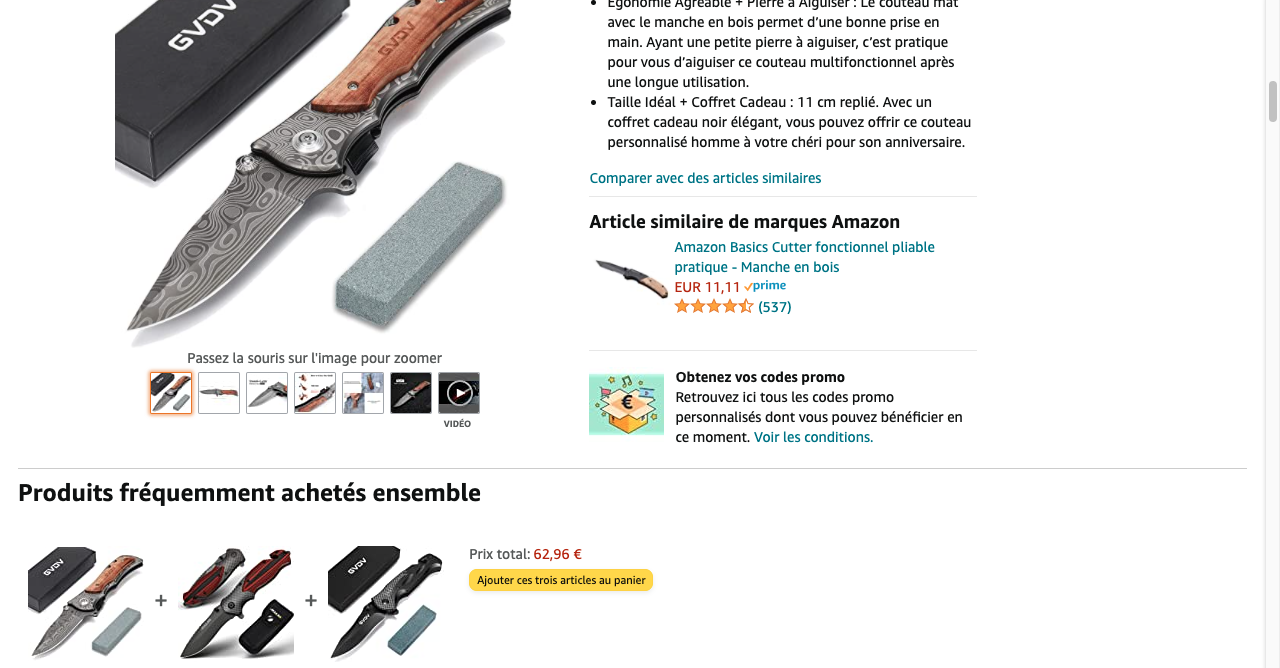 GVDV
GVDV
Egonomie Agréable + Pierre à Aiguiser : Le couteau mat
avec le manche en bois permet d’une bonne prise en
main. Ayant une petite pierre à aiguiser, c’est pratique
pour vous d’aiguiser ce couteau multifonctionnel après
une longue utilisation.
Taille Idéal + Coffret Cadeau : 11 cm replié. Avec un
coffret cadeau noir élégant, vous pouvez offrir ce couteau
personnalisé homme à votre chéri pour son anniversaire.
Comparer avec des articles similaires
Article similaire de marques Amazon
Amazon Basics Cutter fonctionnel pliable
pratique - Manche en bois
EUR 11,11 prime
(537)
Passez la souris sur l'image pour zoomer
VIDÉO
Obtenez vos codes promo
Retrouvez ici tous les codes promo
personnalisés dont vous pouvez bénéficier en
ce moment. Voir les conditions.
Produits fréquemment achetés ensemble
GVDV
+
+
GVDV
GVDV
Prix total: 62,96 €
Ajouter ces trois articles au panier